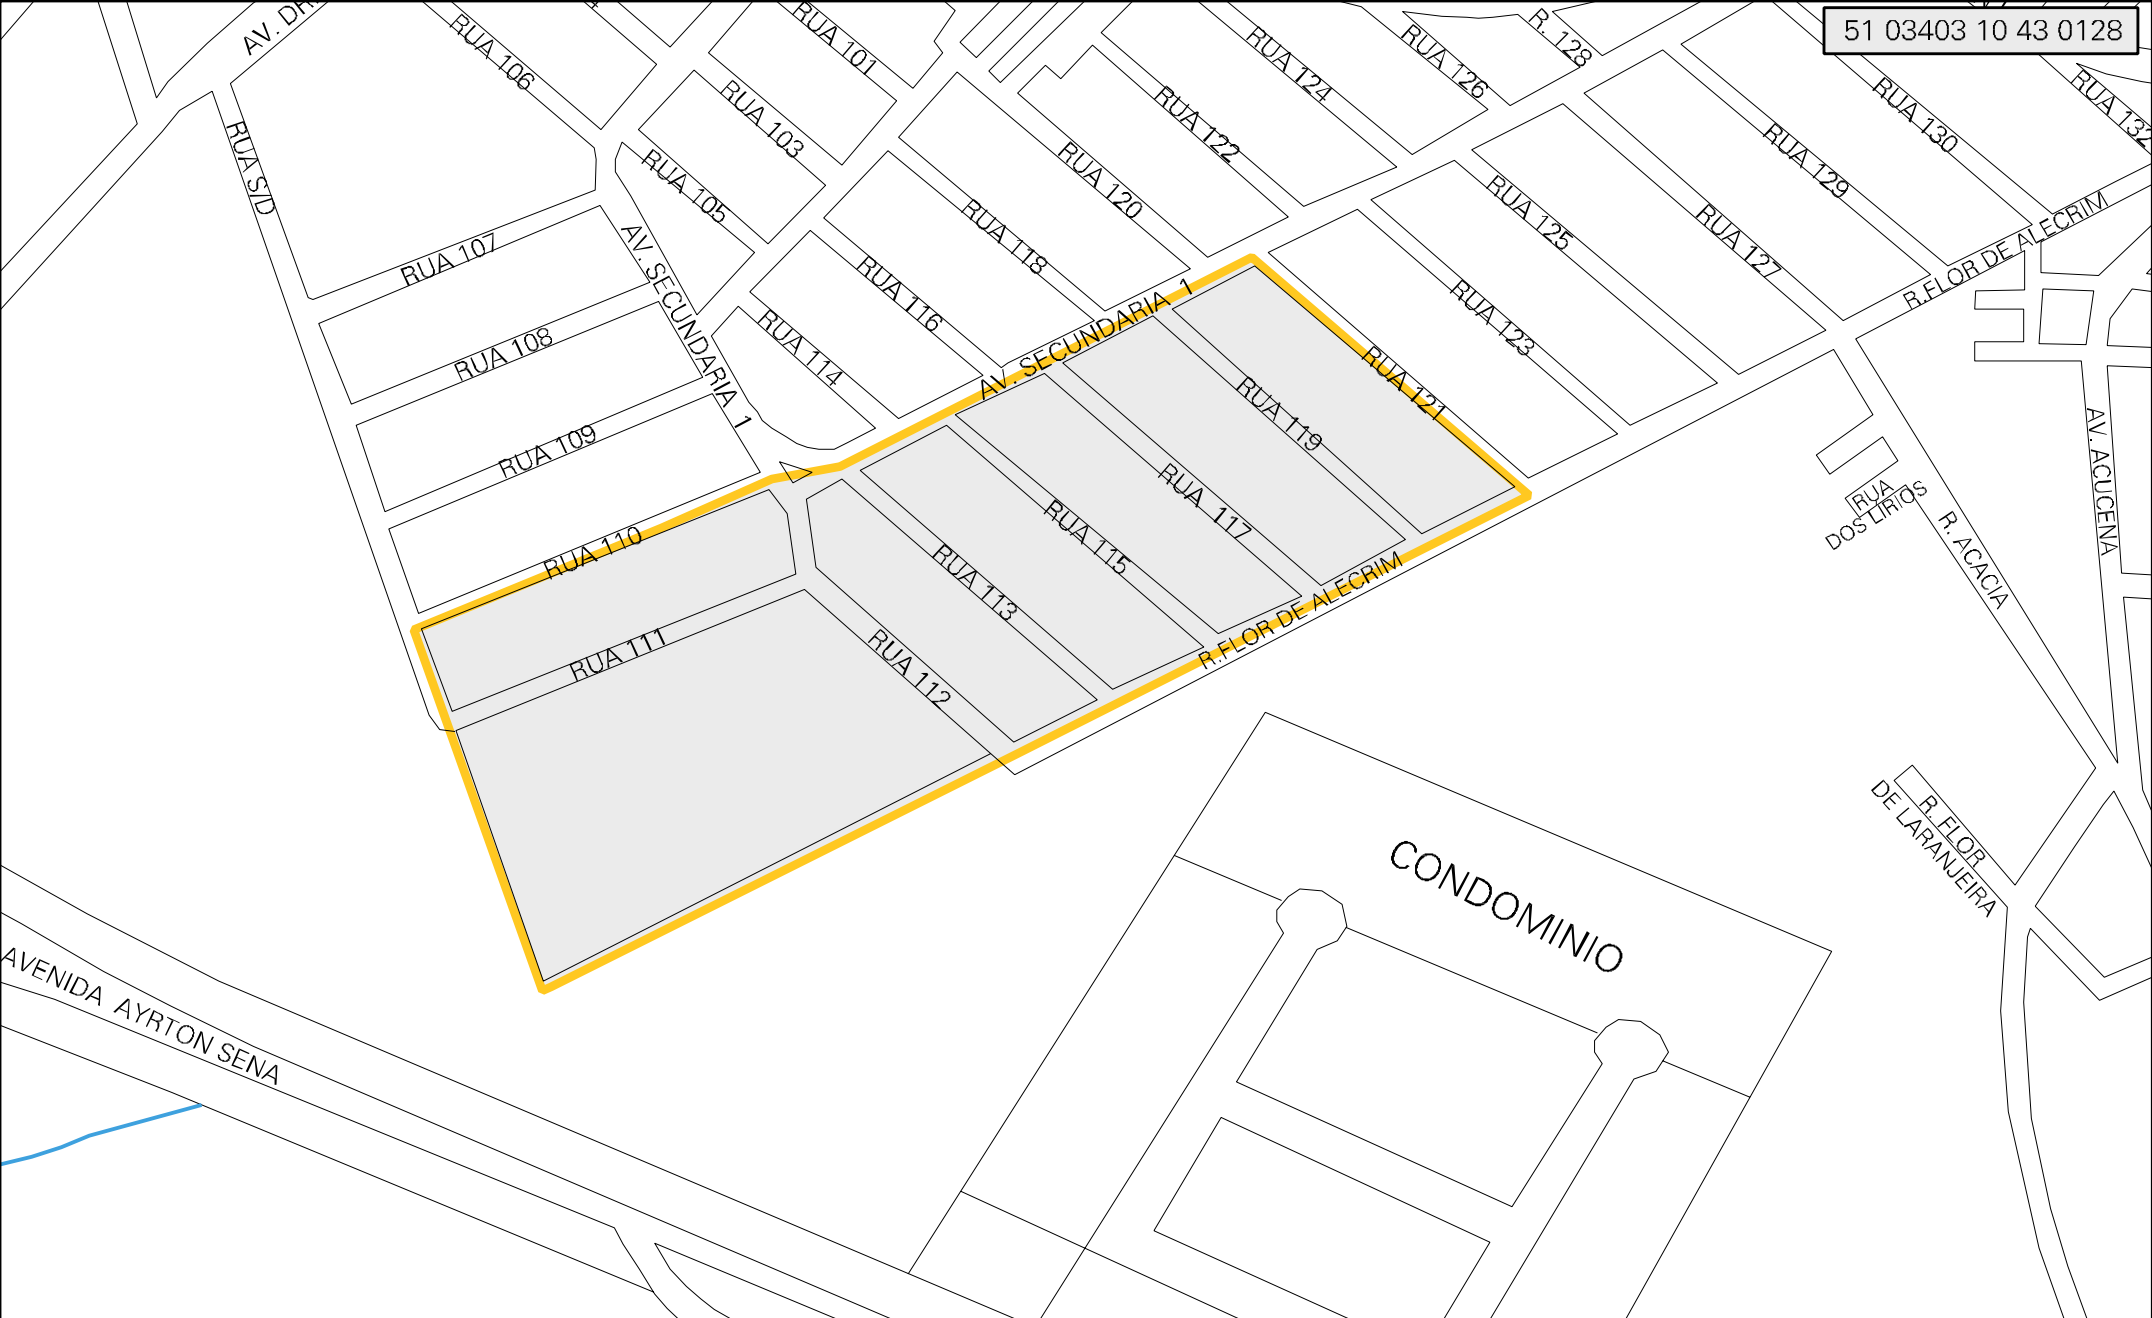 51 03403 10 43 0128
RUA 106
RUA 101
R. 128
RUA 126
RUA 124
RUA 130
RUA 132
RUA 103
RUA 122
RUA 129
RUA S/D
RUA 105
RUA 120
RUA 125
RUA 127
RUA 107
AV. SECUNDARIA 1
RUA 118
R.FLOR DE ALECRIM
RUA 116
RUA 123
RUA 108
RUA 114
AV. SECUNDARIA 1
RUA 121
RUA 109
RUA 119
AV. ACUCENA
RUA 110
RUA 117
RUA 115
RUA
DOS LIRIOS
R. ACACIA
RUA 113
RUA 111
RUA 112
R.FLOR DE ALECRIM
R. FLOR
DE LARANJEIRA
CONDOMINIO
AVENIDA AYRTON SENA